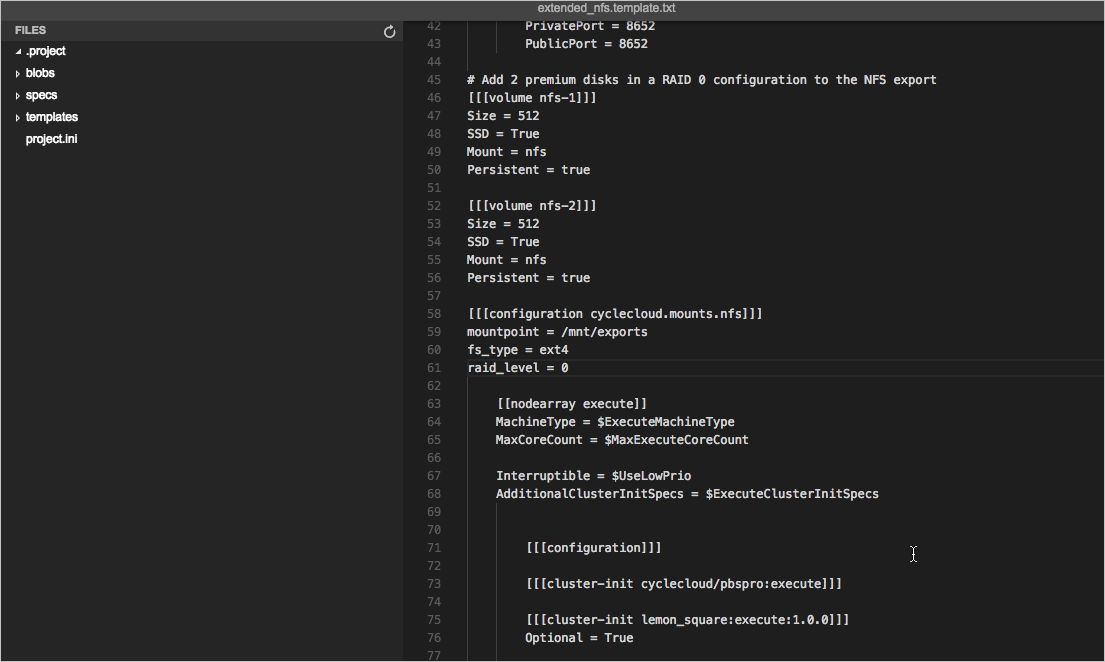 extended_nfs.template.txt
FILES
.project
blobs
specs
templates
project.ini
42 PrivatePort = 8652
43 PublicPort = 8652
44
45 # Add 2 premium disks in a RAID 0 configuration to the NFS export
46 [[[volume nfs-1]]]
47 Size = 512
48 SSD = True
49 Mount = nfs
50 Persistent = true
51
52 [[[volume nfs-2]]]
53 Size = 512
54 SSD = True
55 Mount = nfs
56 Persistent = true
57
58 [[[configuration cyclecloud.mounts.nfs]]]
59 mountpoint = /mnt/exports
60 fs_type = ext4
61 raid_level = 0
62
63 [[nodearray execute]]
64 MachineType = $ExecuteMachineType
65 MaxCoreCount = $MaxExecuteCoreCount
66
67 Interruptible = $UseLowPrio
68 AdditionalClusterInitSpecs = $ExecuteClusterInitSpecs
69
70
71 [[[configuration]]]
72
73 [[[cluster-init cyclecloud/pbspro:execute]]]
74
75 [[[cluster-init lemon_square:execute:1.0.0]]]
76 Optional = True
77